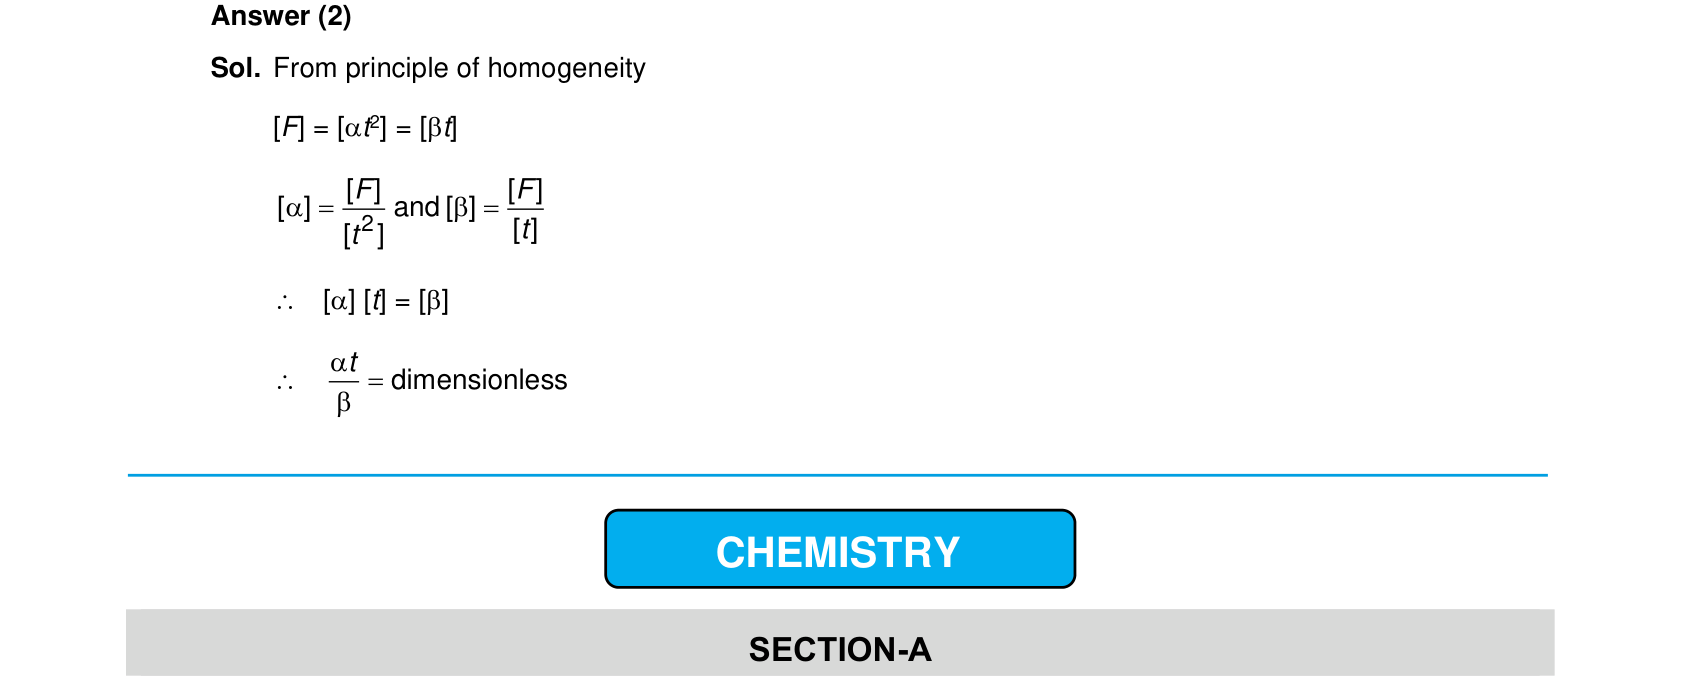 Answer (2)
Sol. From principle of homogeneity
[F] = [αt²] = [βt]
[α] = [F]/[t²] and [β] = [F]/[t]
∴ [α] [t] = [β]
∴ αt/β = dimensionless
CHEMISTRY
SECTION-A